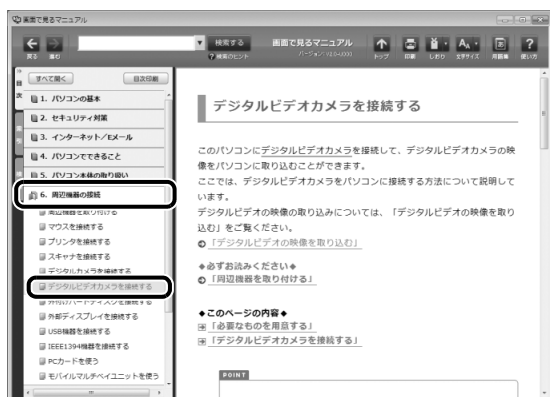 画面で見るマニュアル
戻る 進む
検索する
検索のヒント
画面で見るマニュアル
トップ 印刷 しおり 文字サイズ 用語集 使い方
目次
すべて開く 目次印刷
1. パソコンの基本
2. セキュリティ対策
3. インターネット/Eメール
4. パソコンでできること
5. パソコン本体の取り扱い
6. 周辺機器の接続
周辺機器を取り付ける
マウスを接続する
プリンタを接続する
スキャナを接続する
デジタルカメラを接続する
デジタルビデオカメラを接続する
外付けハードディスクを接続する
外部ディスプレイを接続する
USB機器を接続する
IEEE1394機器を接続する
PCカードを使う
モバイルマルチベイユニットを使う
デジタルビデオカメラを接続する
このパソコンにデジタルビデオカメラを接続して、デジタルビデオカメラの映
像をパソコンに取り込むことができます。
ここでは、デジタルビデオカメラをパソコンに接続する方法について説明して
います。
デジタルビデオの映像の取り込みについては、「デジタルビデオの映像を取り
込む」をご覧ください。
「デジタルビデオの映像を取り込む」
◆必ずお読みください◆
「周辺機器を取り付ける」
◆このページの内容◆
「必要なものを用意する」
「デジタルビデオカメラを接続する」
POINT